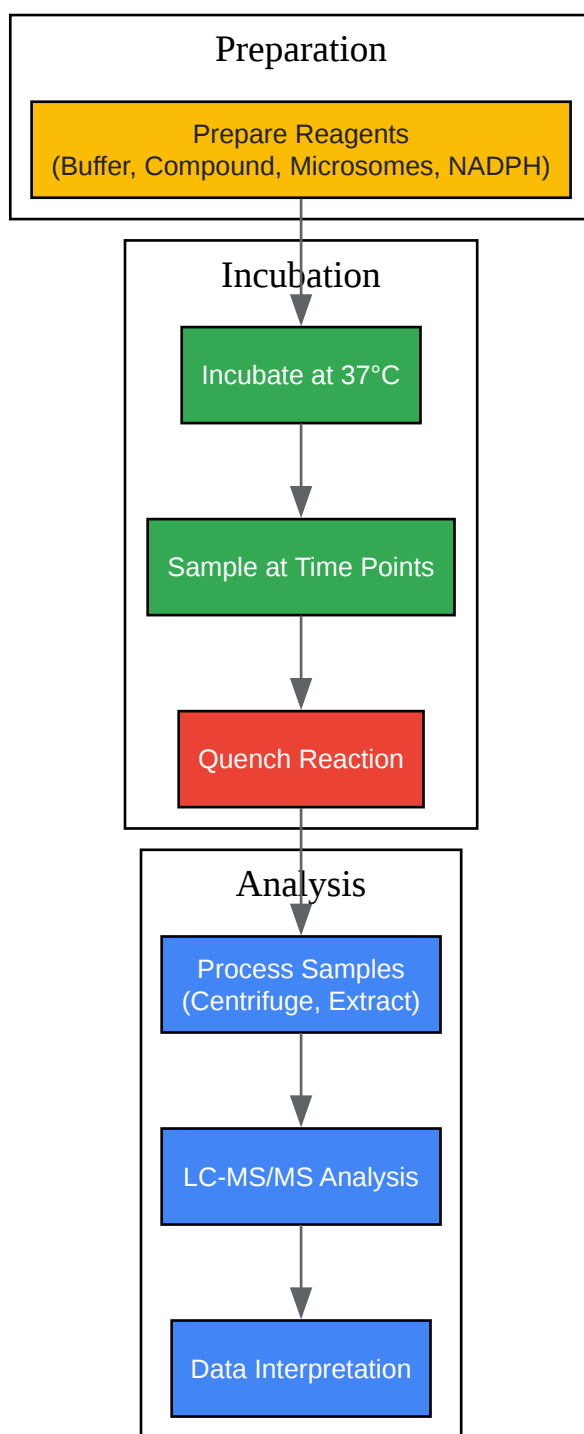 Preparation
Prepare Reagents
(Buffer, Compound, Microsomes, NADPH)
Incubation
Incubate at 37°C
Sample at Time Points
Quench Reaction
Analysis
Process Samples
(Centrifuge, Extract)
LC-MS/MS Analysis
Data Interpretation